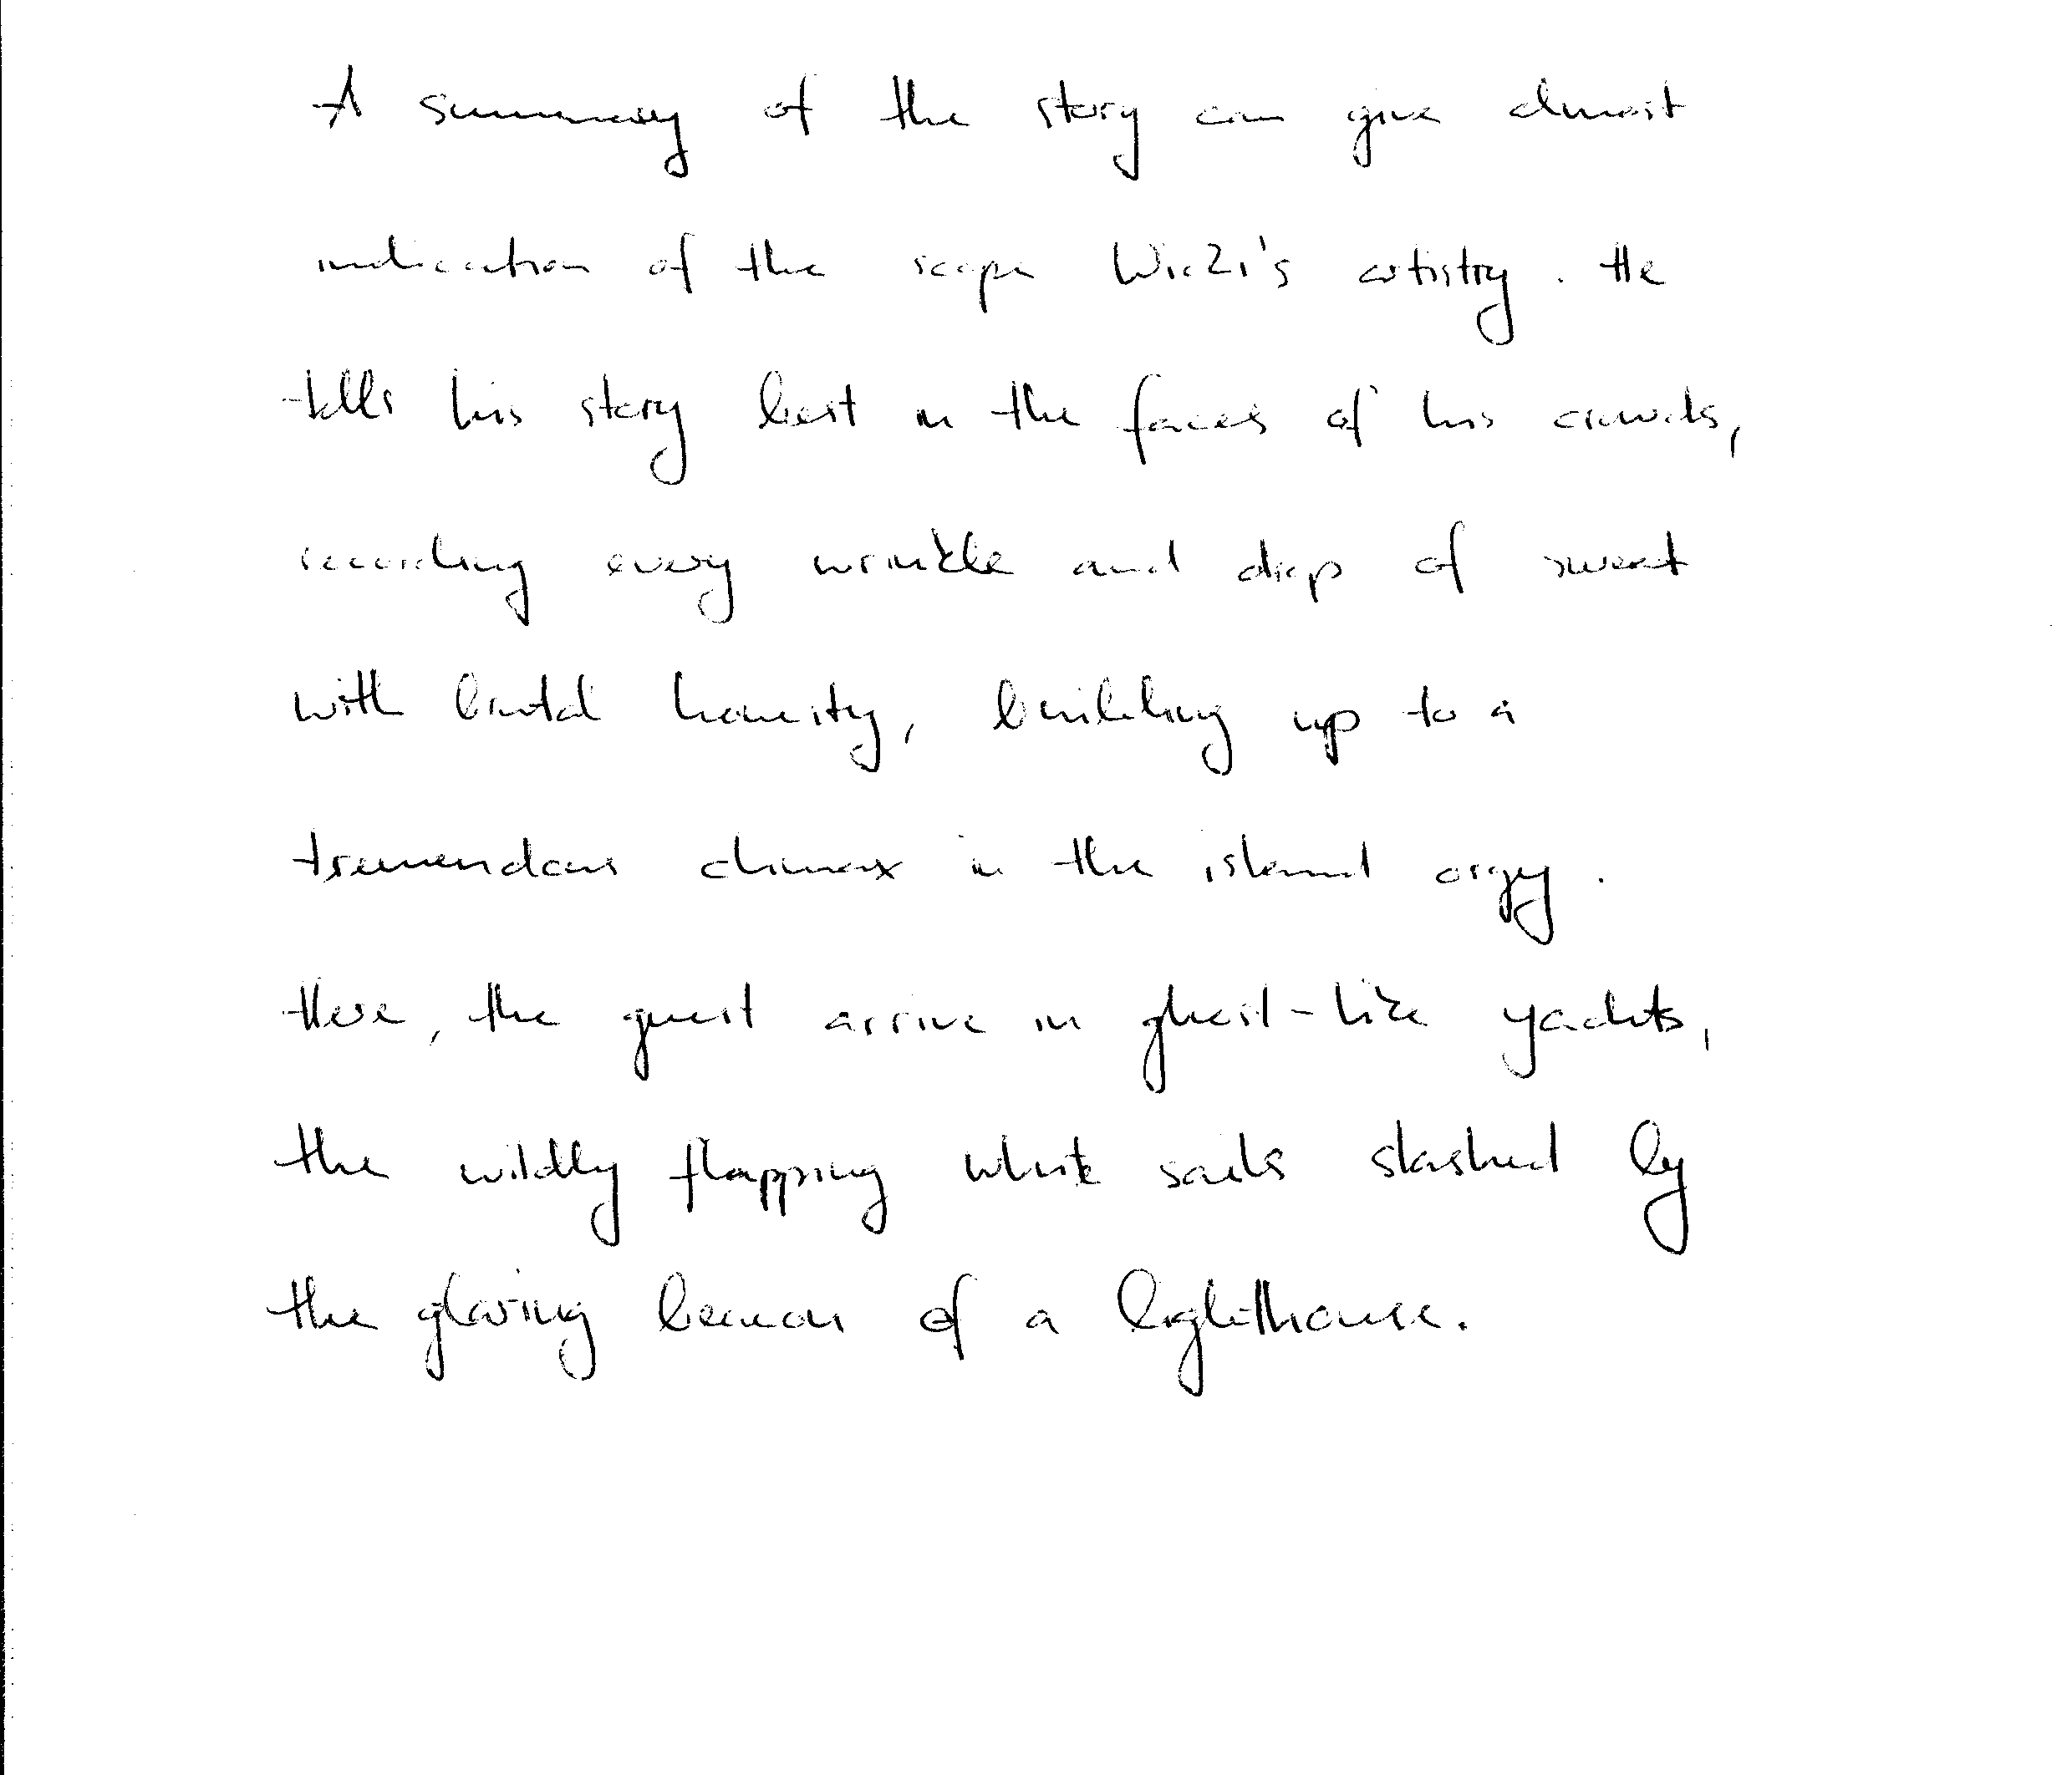 A summary of the story can give almost
indication of the scope Wicki's artistry. He
tells his story best in the faces of his crowds,
recording every wrinkle and drop of sweat
with brutal honesty, building up to a
tremendous climax in the island orgy.
Here, the guest arrive in ghost-like yachts,
the wildly flapping white sails slashed by
the glaring beacon of a lighthouse.